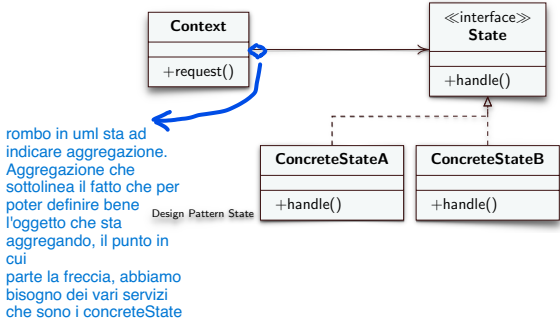 ≪interface≫
Context
State
+request()
+handle()
rombo in uml sta ad
indicare aggregazione.
Aggregazione che
sottolinea il fatto che per
poter definire bene
l'oggetto che sta
aggregando, il punto in
cui
parte la freccia, abbiamo
bisogno dei vari servizi
che sono i concreteState
ConcreteStateA
ConcreteStateB
+handle()
+handle()
Design Pattern State